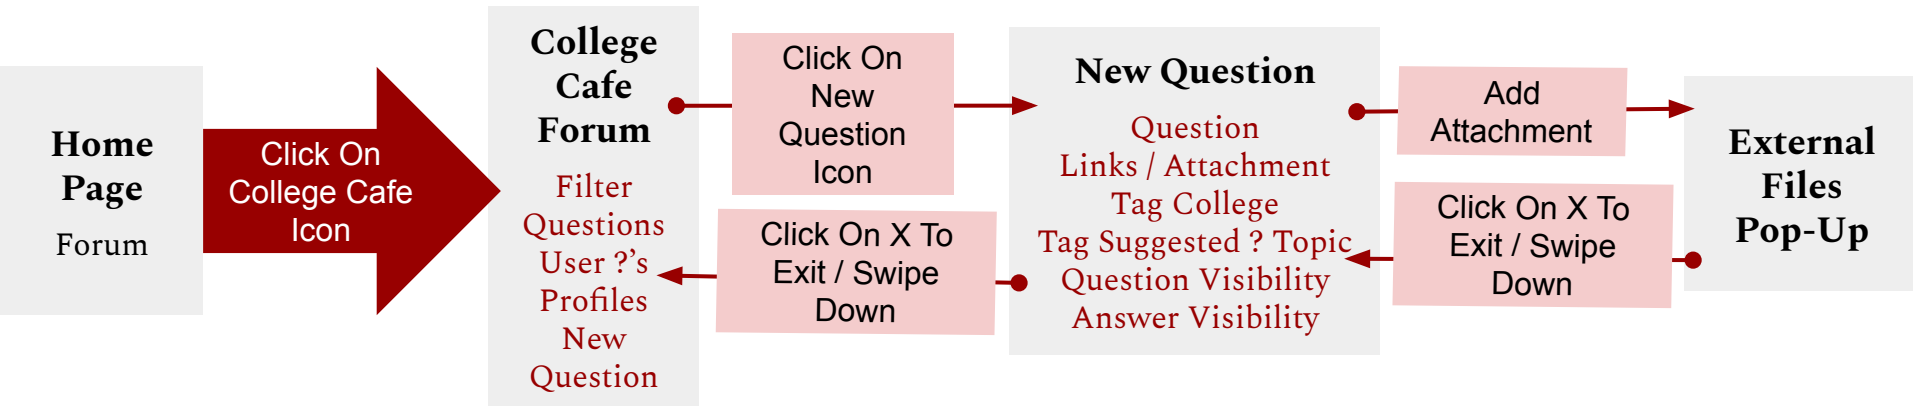 Home
Page
Forum
Click On
College Cafe
Icon
College
Cafe
Forum
Filter
Questions
User ?’s
Profiles
New
Question
Click On
New
Question
Icon
Click On X To
Exit / Swipe
Down
New Question
Question
Links / Attachment
Tag College
Tag Suggested ? Topic
Question Visibility
Answer Visibility
Add
Attachment
Click On X To
Exit / Swipe
Down
External
Files
Pop-Up